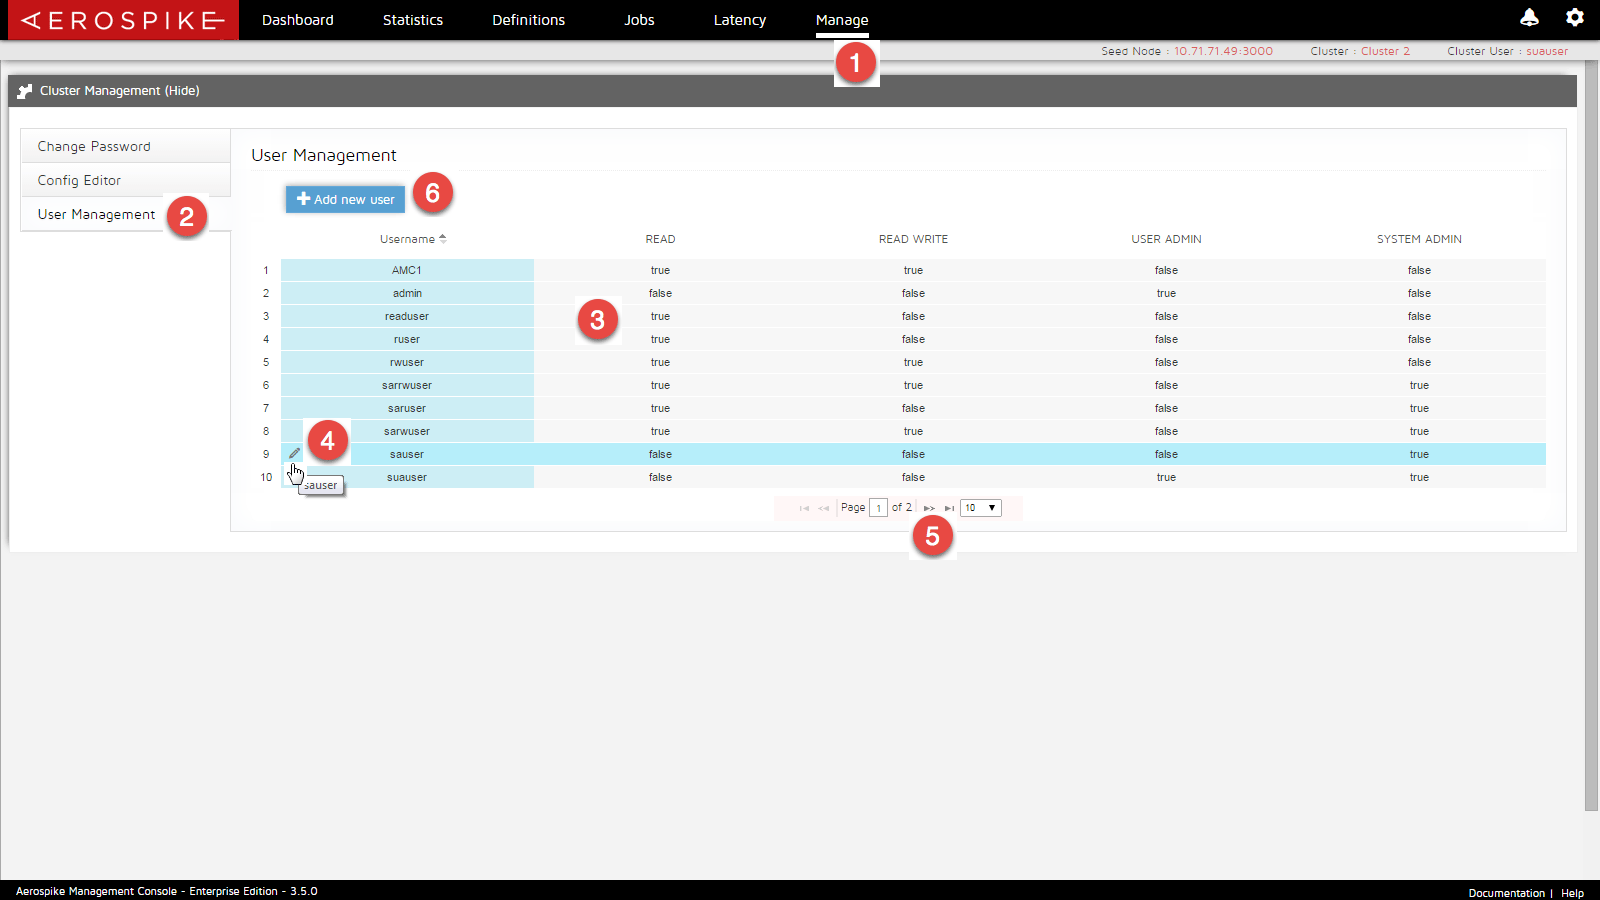 AEROSPIKE Dashboard Statistics Definitions Jobs Latency Manage
1
Seed Node : 10.71.71.49:3000 Cluster : Cluster 2 Cluster User : suauser
Cluster Management (Hide)
Change Password
Config Editor
User Management
2
User Management
Add new user
6
Username READ READ WRITE USER ADMIN SYSTEM ADMIN
1 AMC1 true true false false
2 admin false false true false
3 readuser true false false false
3
4 ruser true false false false
5 rwuser true true false false
6 sarrwuser true true false true
7 saruser true false false true
8 sarwuser true true false true
4
9 sauser false false false true
10 suauser false false true true
sauser
Page 1 of 2 10
5
Aerospike Management Console - Enterprise Edition - 3.5.0
Documentation | Help